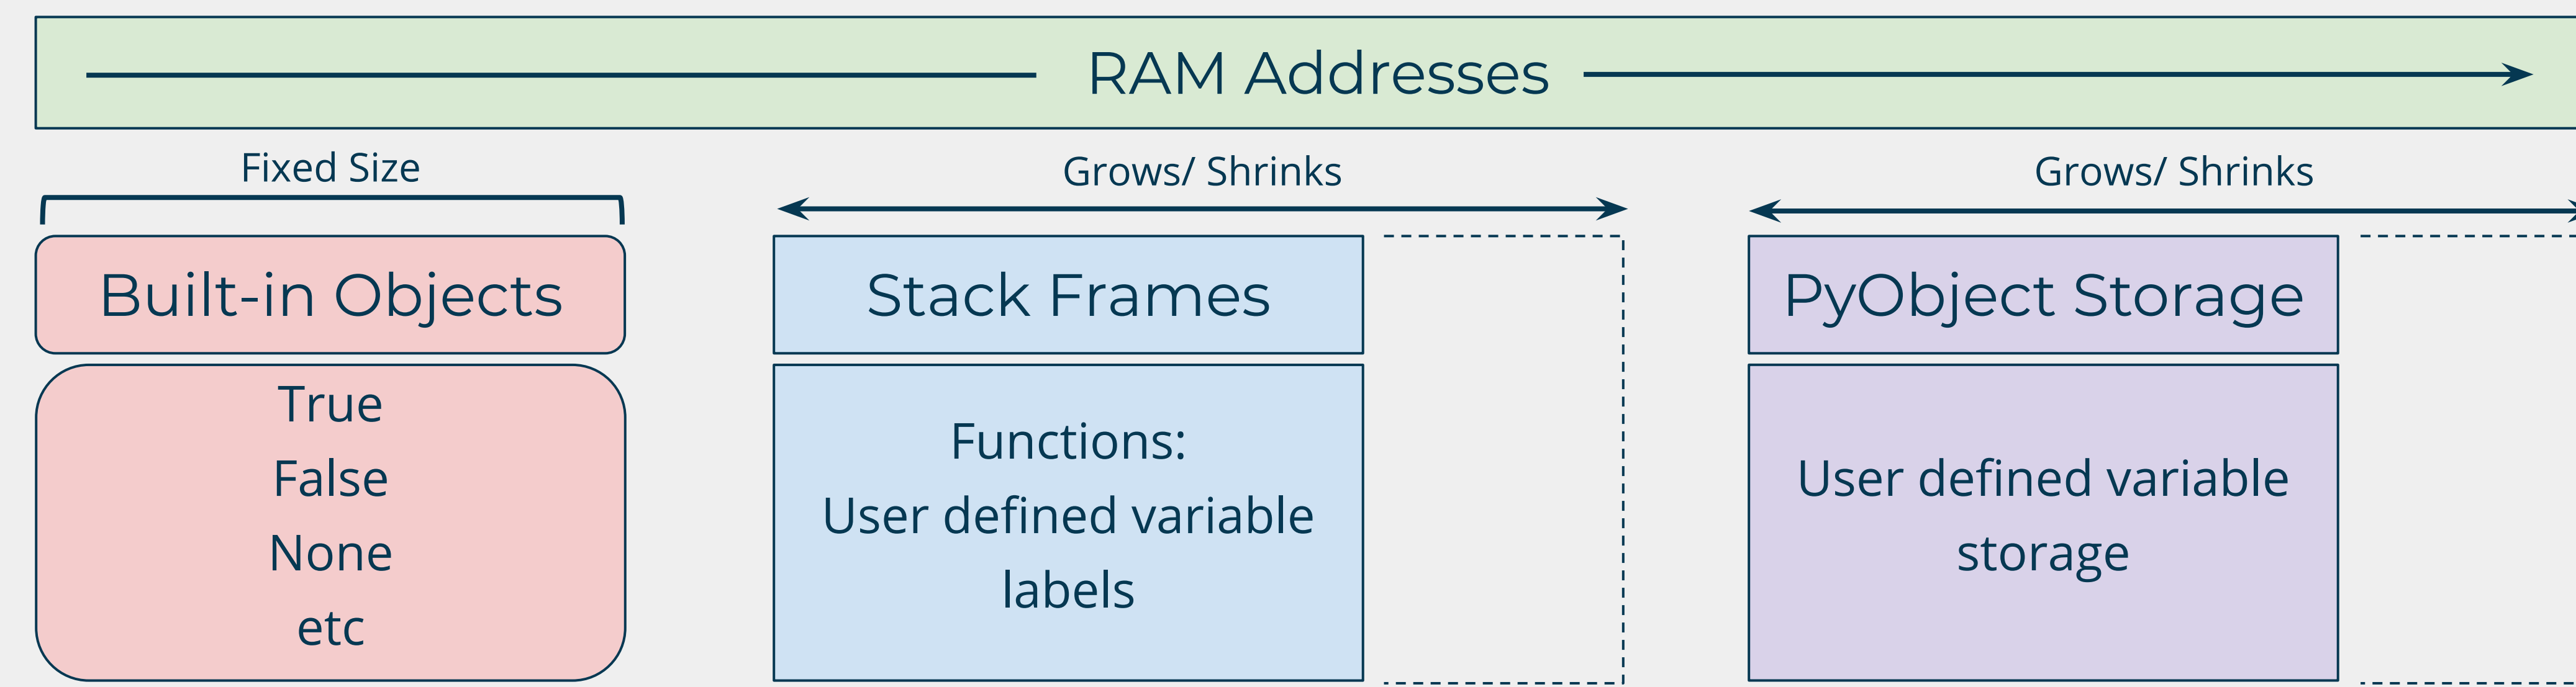 RAM Addresses
Fixed Size
Grows/ Shrinks
Grows/ Shrinks
Built-in Objects
Stack Frames
PyObject Storage
True
False
None
etc
Functions:
User defined variable
labels
User defined variable
storage